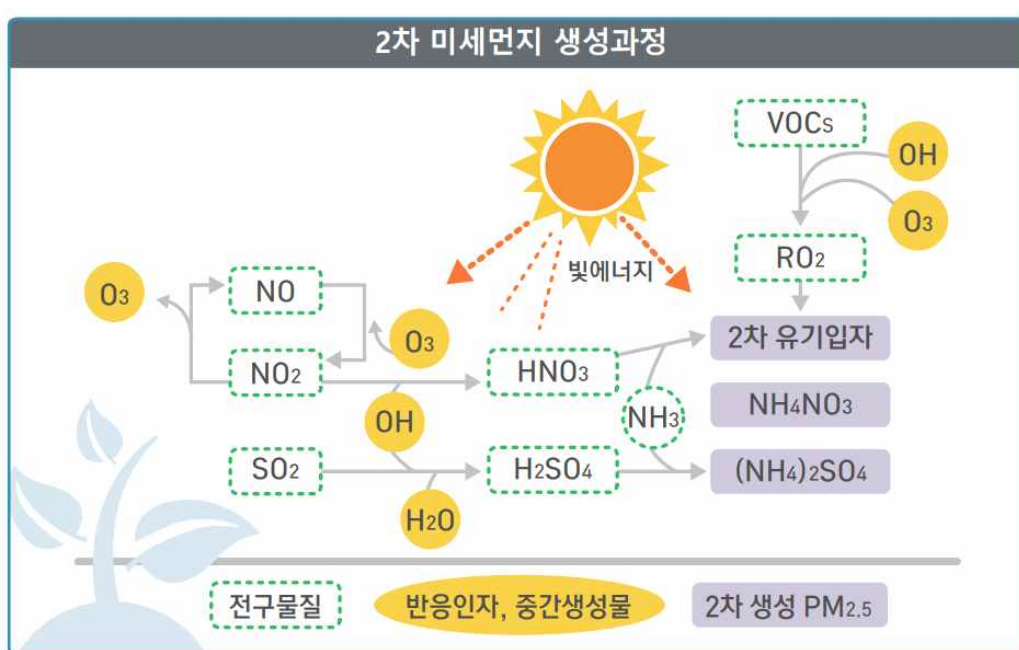 2차 미세먼지 생성과정
VOCs
OH
O3
RO2
빛에너지
O3
NO
O3
2차 유기입자
NO2
HNO3
NH4NO3
OH
NH3
SO2
H2SO4
(NH4)2SO4
H2O
전구물질
반응인자, 중간생성물
2차 생성 PM2.5